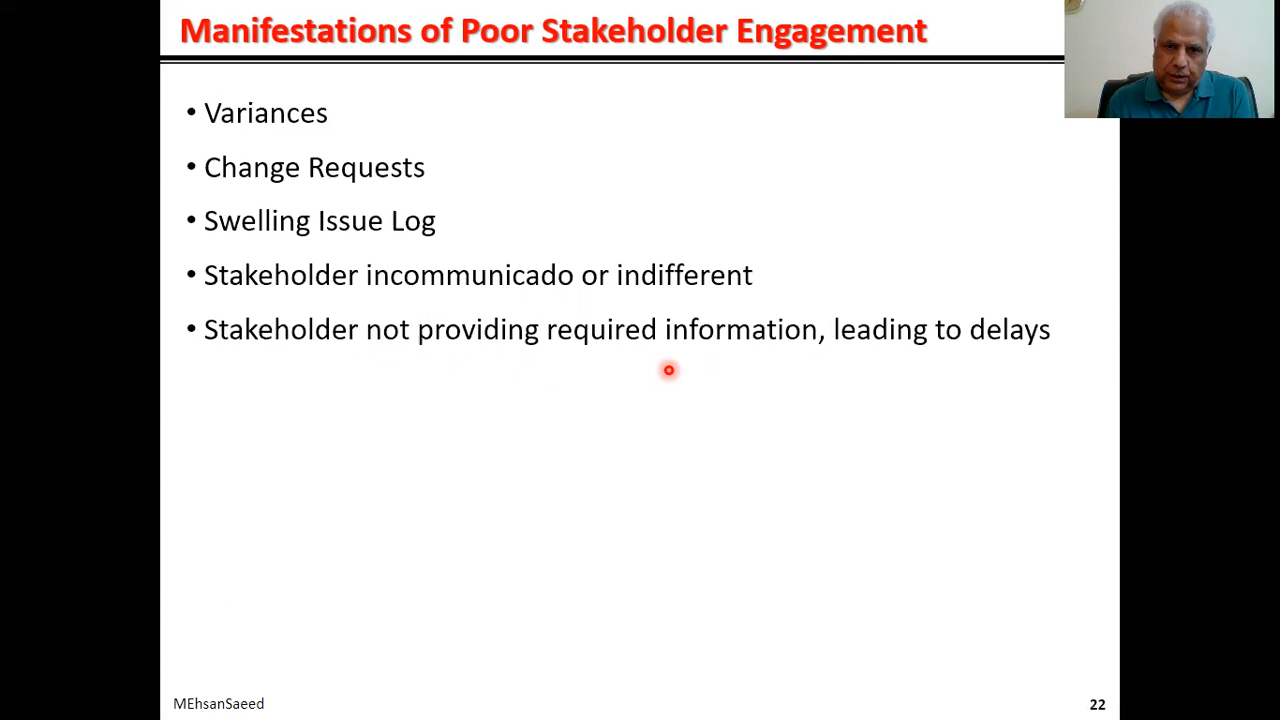 Manifestations of Poor Stakeholder Engagement
• Variances
• Change Requests
• Swelling Issue Log
• Stakeholder incommunicado or indifferent
• Stakeholder not providing required information, leading to delays
MEhsanSaeed
22